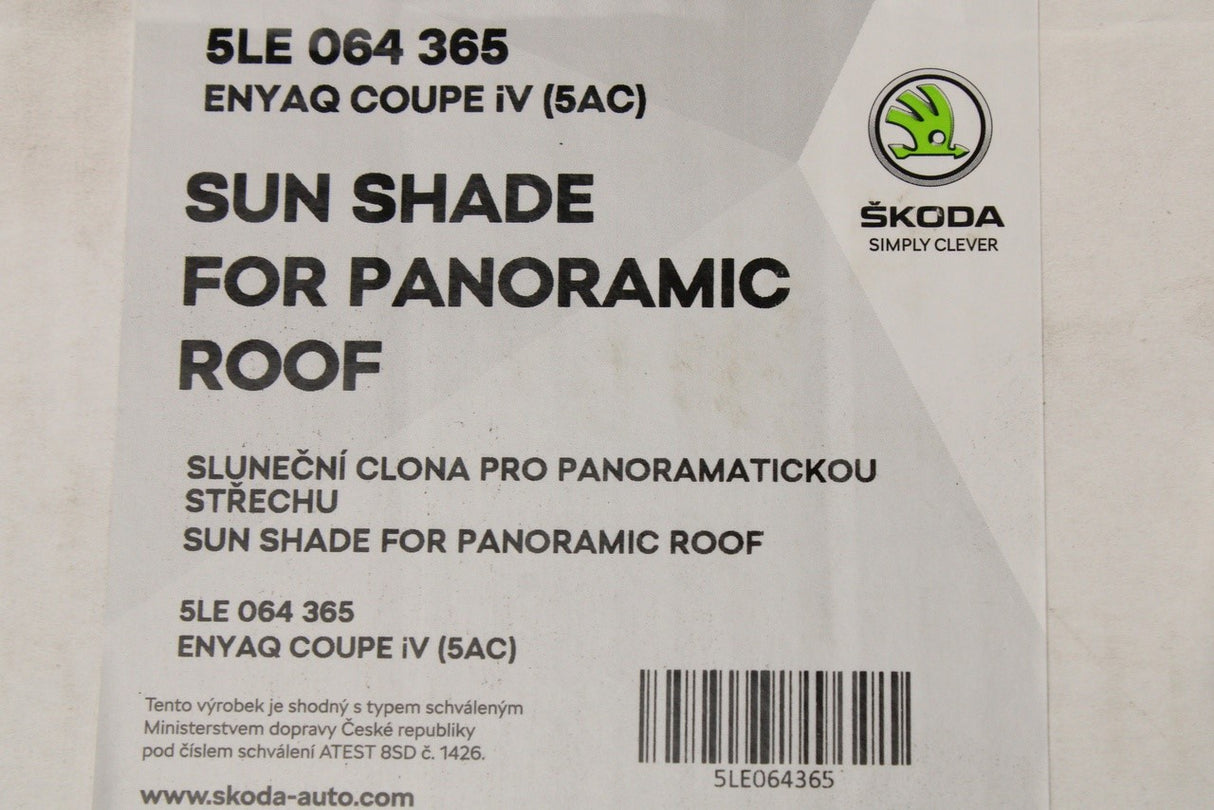 5LE 064 365
ENYAQ COUPE iV (5AC)
ŠKODA
SIMPLY CLEVER
SUN SHADE
FOR PANORAMIC
ROOF
SLUNEČNÍ CLONA PRO PANORAMATICKOU
STŘECHU
SUN SHADE FOR PANORAMIC ROOF
5LE 064 365
ENYAQ COUPE iV (5AC)
Tento výrobek je shodný s typem schváleným
Ministerstvem dopravy České republiky
pod číslem schválení ATEST 8SD č. 1426.
www.skoda-auto.com
5LE064365